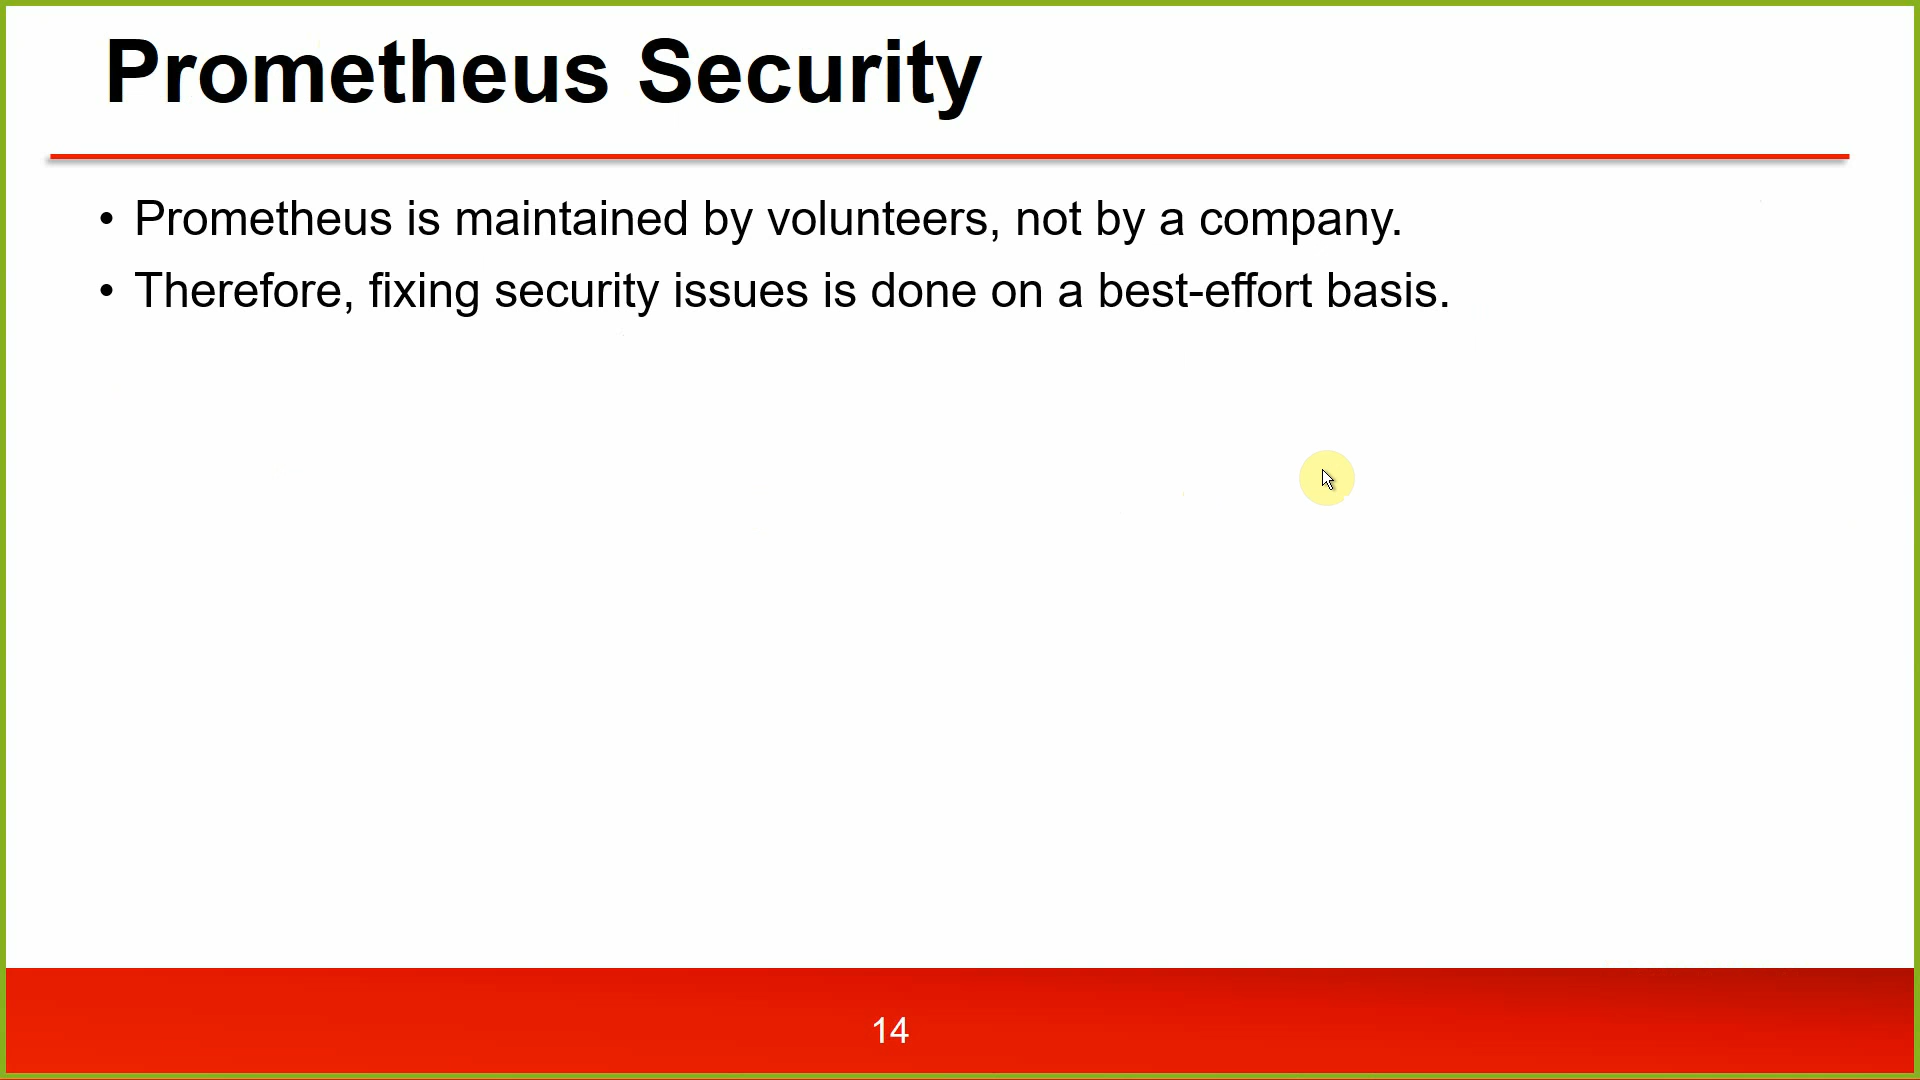 Prometheus Security
• Prometheus is maintained by volunteers, not by a company.
• Therefore, fixing security issues is done on a best-effort basis.
14